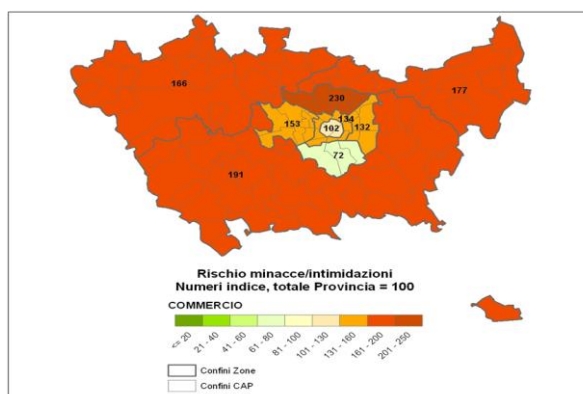 166
230
177
134
153
102
132
72
191
Rischio minacce/intimidazioni
Numeri indice, totale Provincia = 100
COMMERCIO
<= 20
21 - 40
41 - 60
61 - 80
81 - 100
101 - 130
131 - 160
161 - 200
201 - 250
Confini Zone
Confini CAP